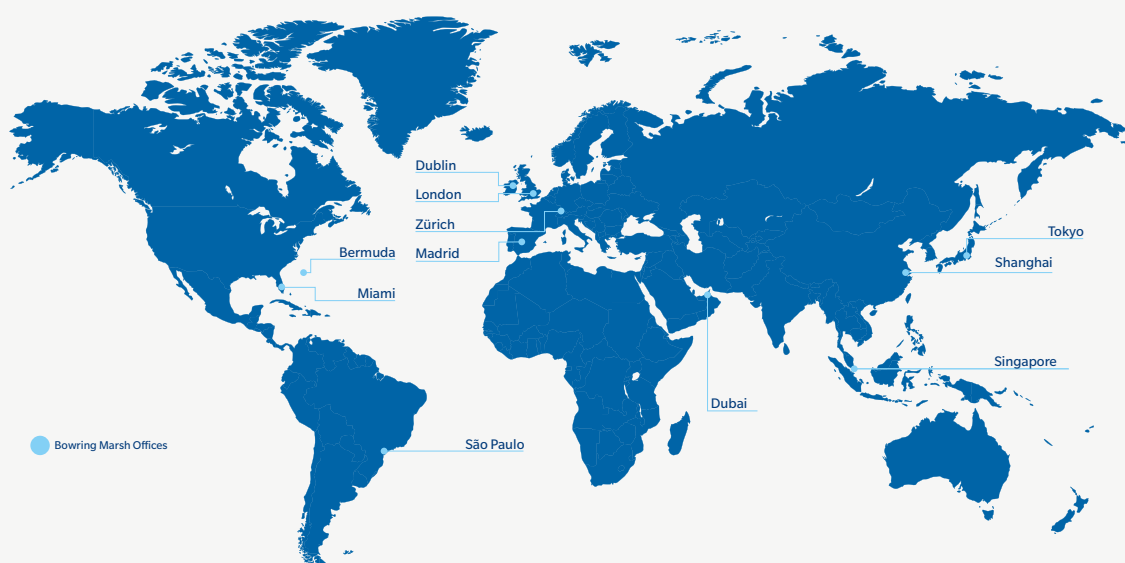 Dublin
London
Zürich
Madrid
Bermuda
Miami
Tokyo
Shanghai
Singapore
Dubai
São Paulo
Bowring Marsh Offices